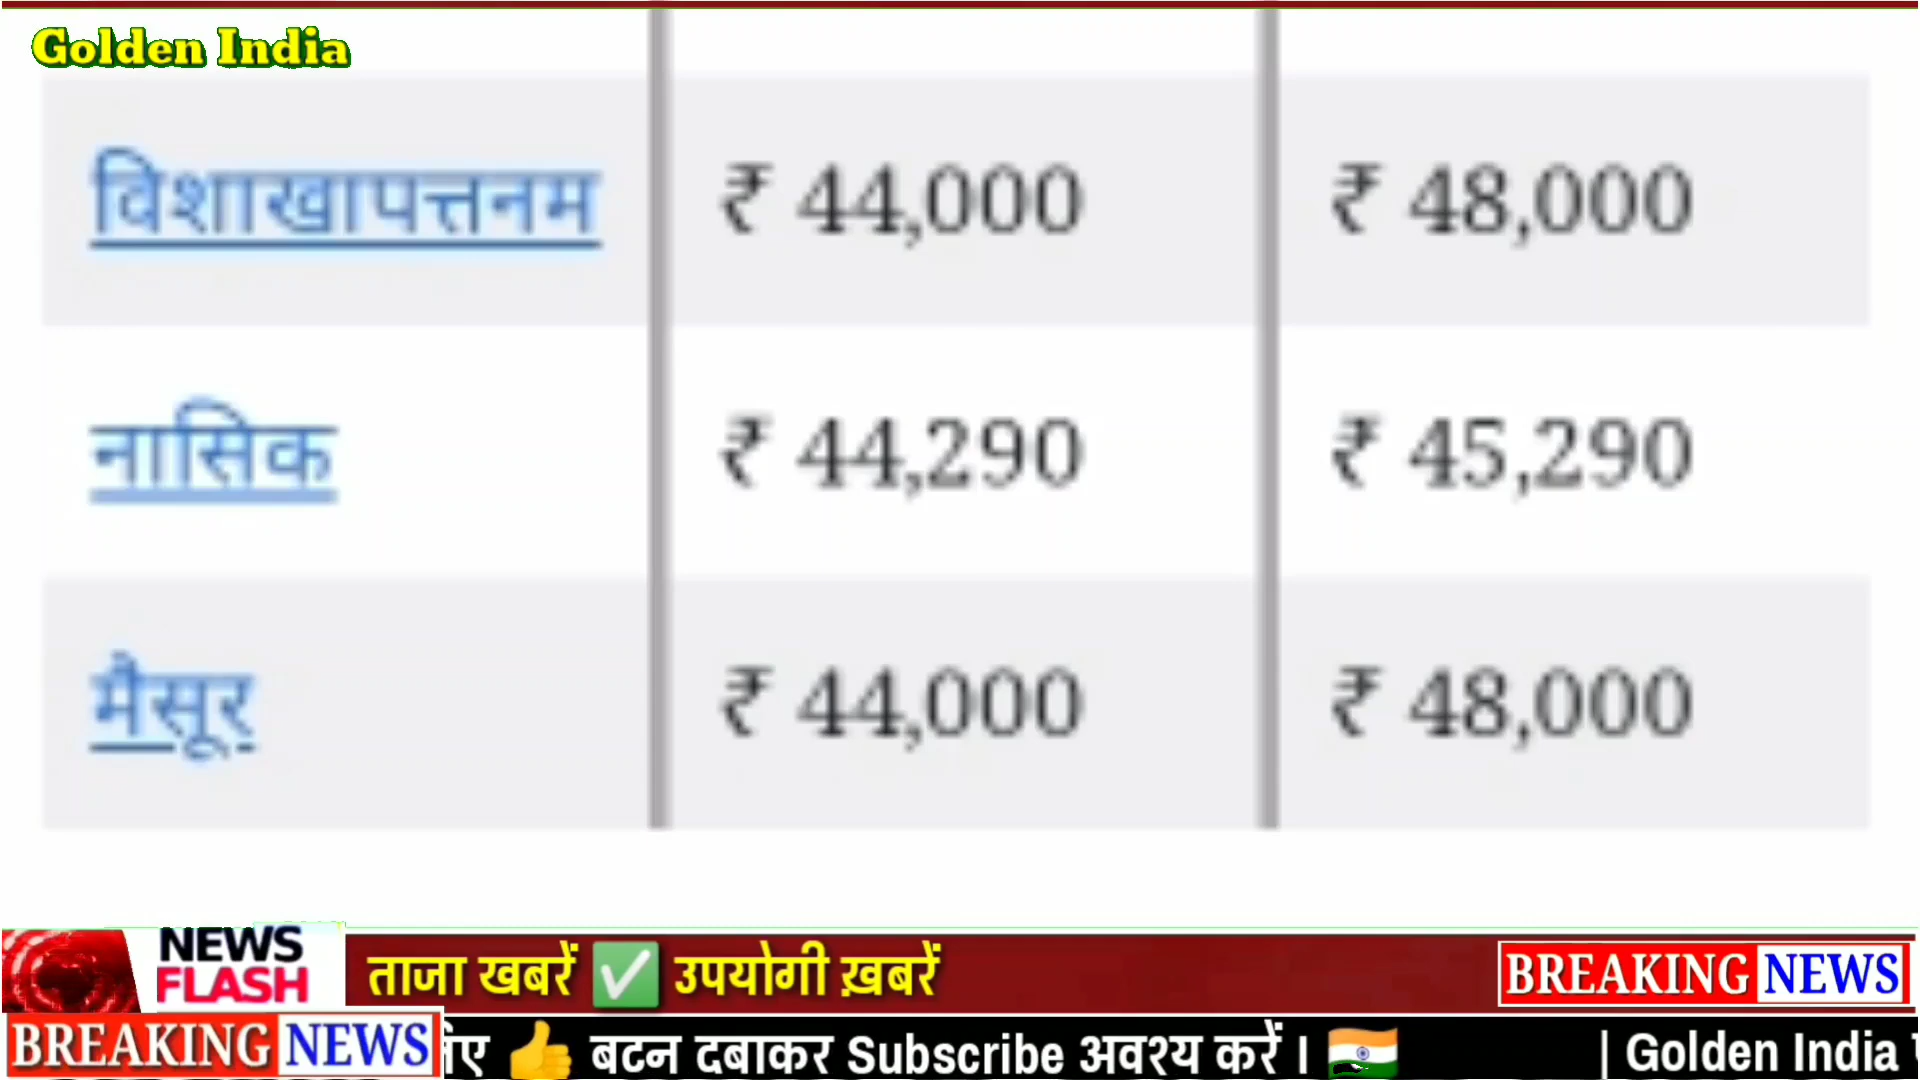 Golden India
विशाखापत्तनम ₹ 44,000 ₹ 48,000
नासिक ₹ 44,290 ₹ 45,290
मैसूर ₹ 44,000 ₹ 48,000
NEWS
FLASH
ताजा खबरें ✅ उपयोगी ख़बरें
BREAKING NEWS
BREAKING NEWS
👍 बटन दबाकर Subscribe अवश्य करें । 🇮🇳 | Golden India